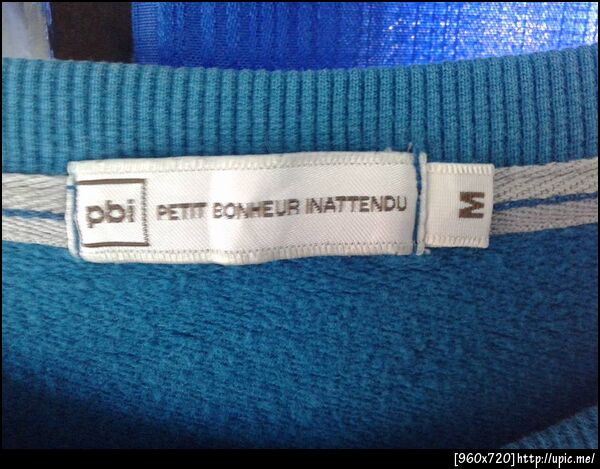 pbi PETIT BONHEUR INATTENDU
M
[960x720]http://upic.me/